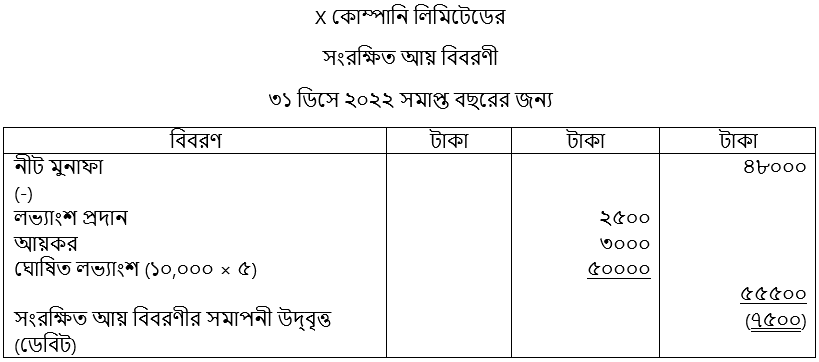 X কোম্পানি লিমিটেডের
সংরক্ষিত আয় বিবরণী
৩১ ডিসে ২০২২ সমাপ্ত বছরের জন্য
বিবরণ টাকা টাকা টাকা
নীট মুনাফা ৪৮০০০
(-)
লভ্যাংশ প্রদান ২৫০০
আয়কর ৩০০০
ঘোষিত লভ্যাংশ (১০,০০০ × ৫) ৫০০০০
৫৫৫০০
সংরক্ষিত আয় বিবরণীর সমাপনী উদ্‌বৃত্ত (৭৫০০)
(ডেবিট)